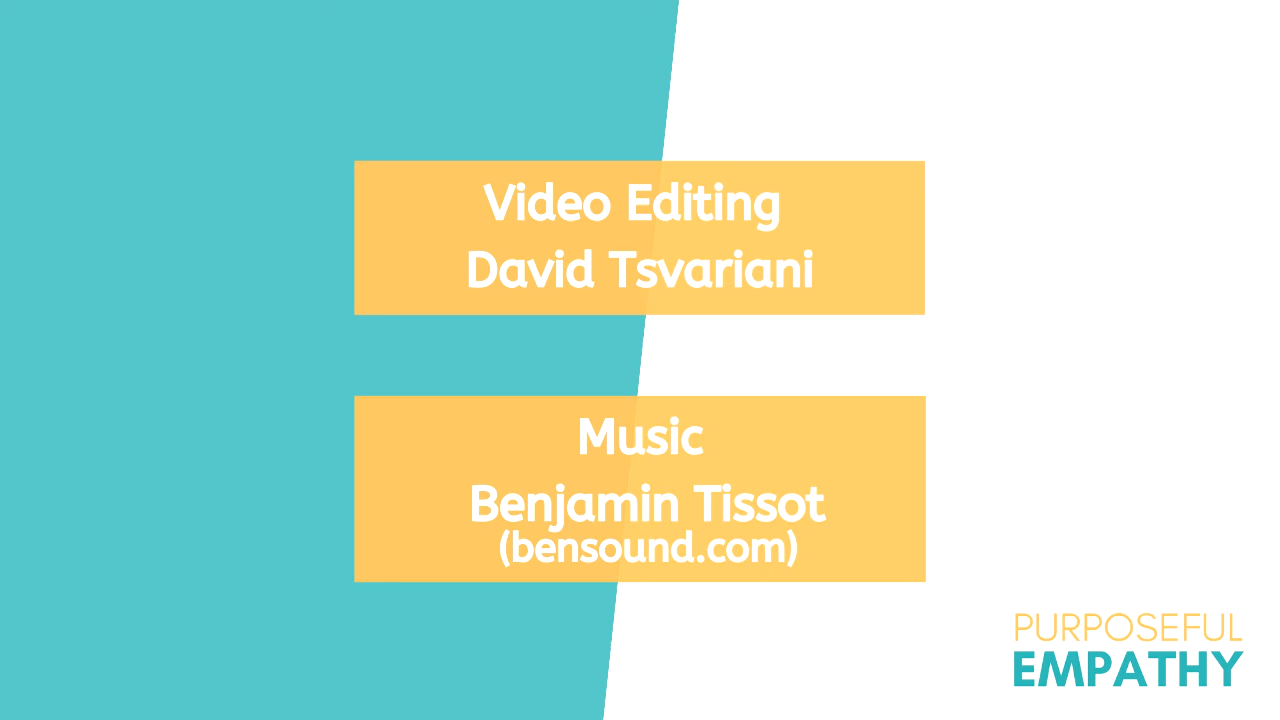 Video Editing
David Tsvariani
Music
Benjamin Tissot
(bensound.com)
PURPOSEFUL
EMPATHY